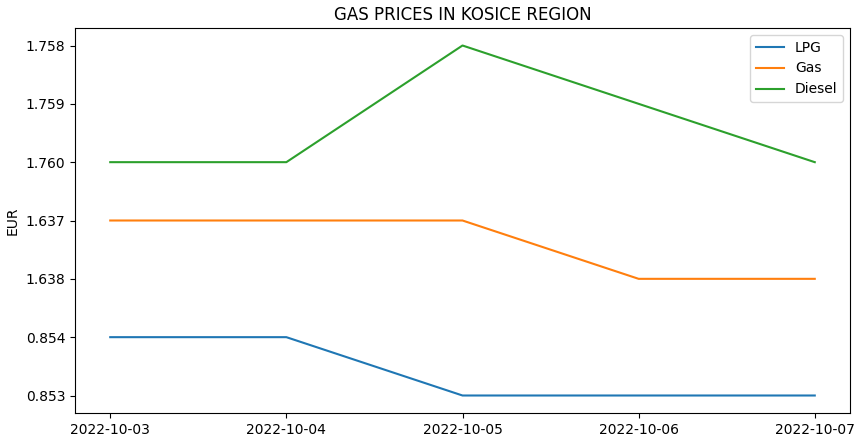 GAS PRICES IN KOSICE REGION
LPG
Gas
Diesel
EUR
1.758
1.759
1.760
1.637
1.638
0.854
0.853
2022-10-03
2022-10-04
2022-10-05
2022-10-06
2022-10-07